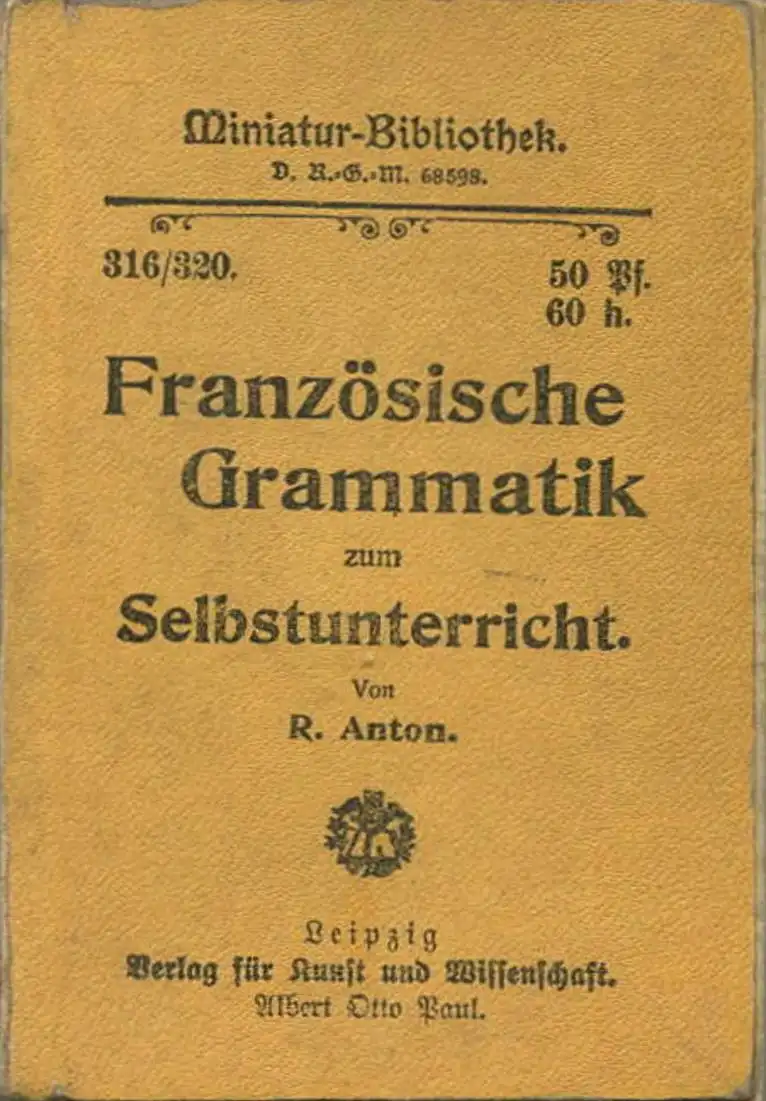 Miniatur-Bibliothek.
D. R.-G.-M. 68598.
316/320. 50 Pf.
60 h.
Französische
Grammatik
zum
Selbstunterricht.
Von
R. Anton.
Leipzig
Verlag für Kunst und Wissenschaft.
Albert Otto Paul.